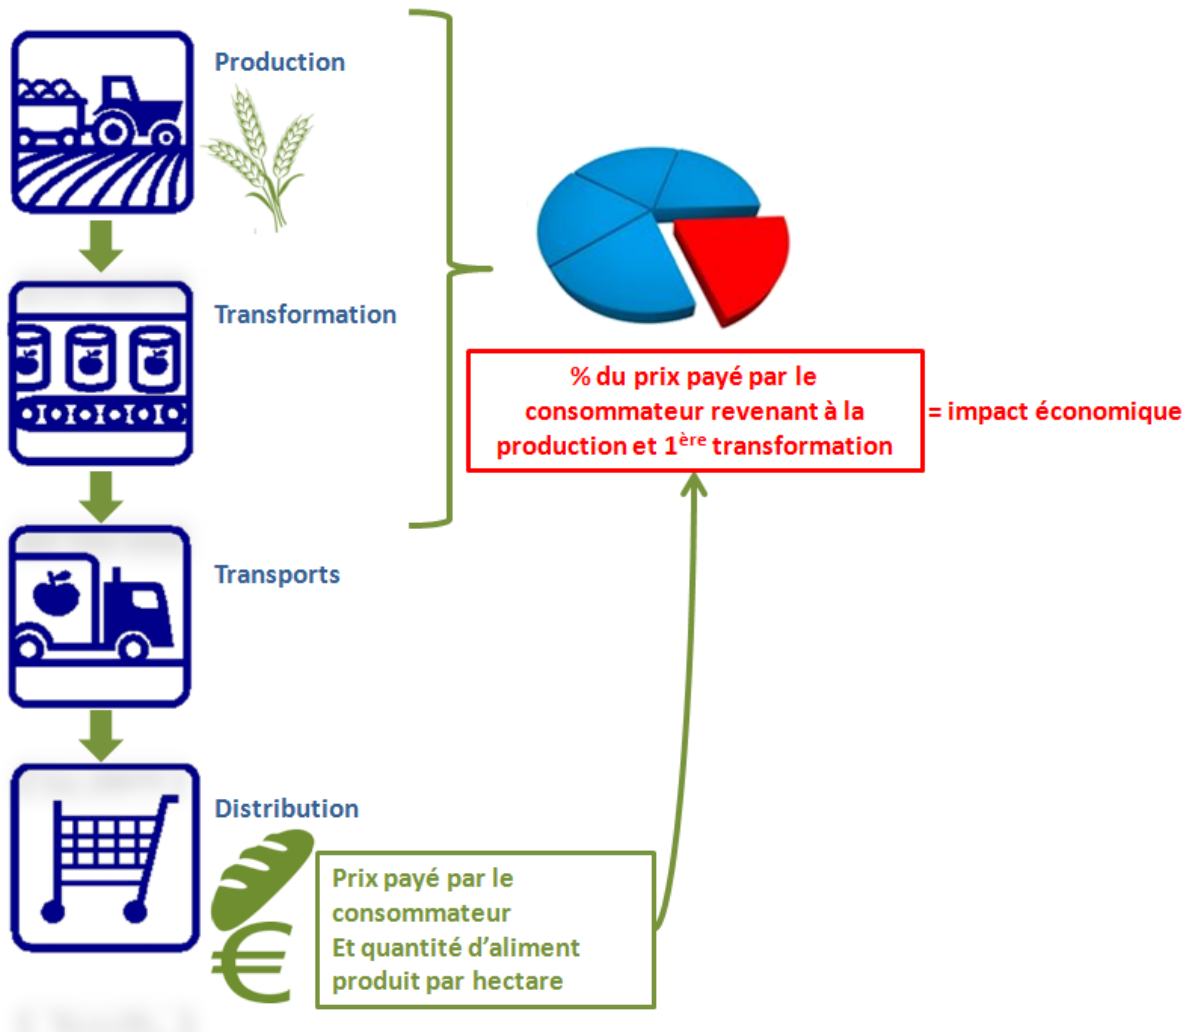 Production
Transformation
% du prix payé par le
consommateur revenant à la
production et 1ère transformation
= impact économique
Transports
Distribution
Prix payé par le
consommateur
Et quantité d’aliment
produit par hectare
€